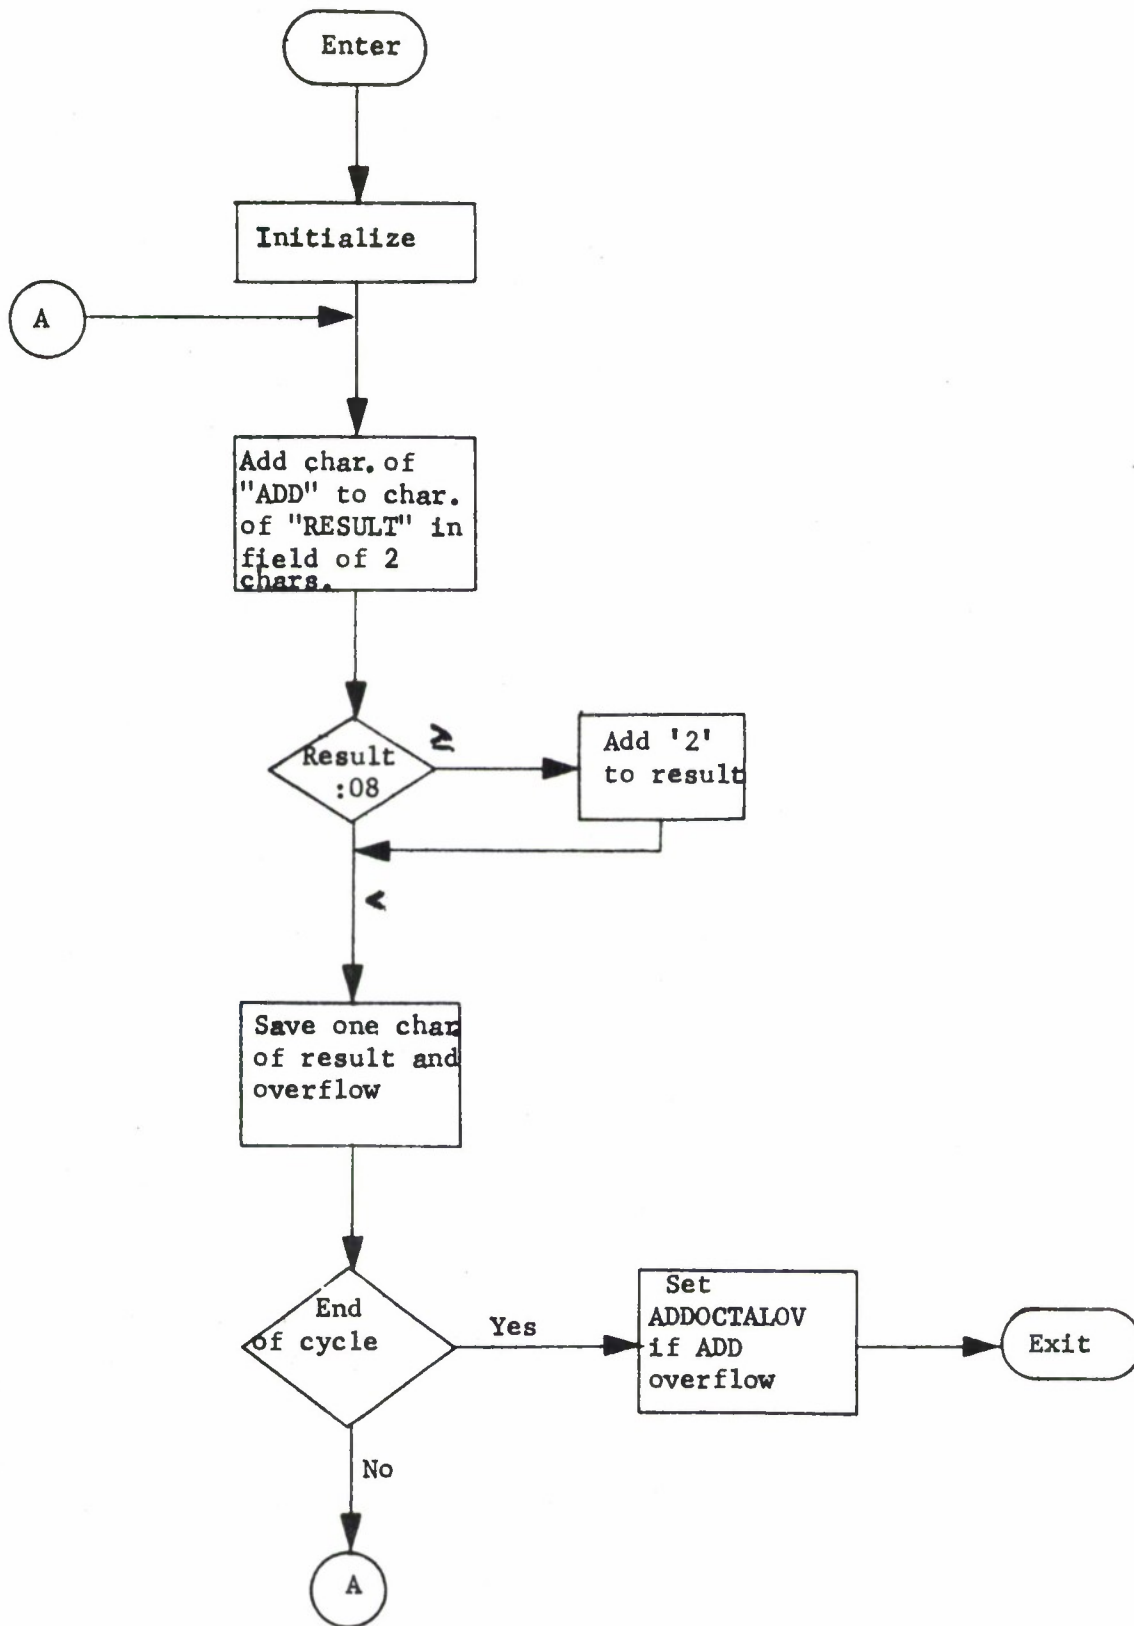 Enter
Initialize
A
Add char. of
"ADD" to char.
of "RESULT" in
field of 2
chars.
Result
:08
≥
Add '2'
to result
<
Save one char.
of result and
overflow
End
of cycle
Yes
Set
ADDOCTALOV
if ADD
overflow
Exit
No
A